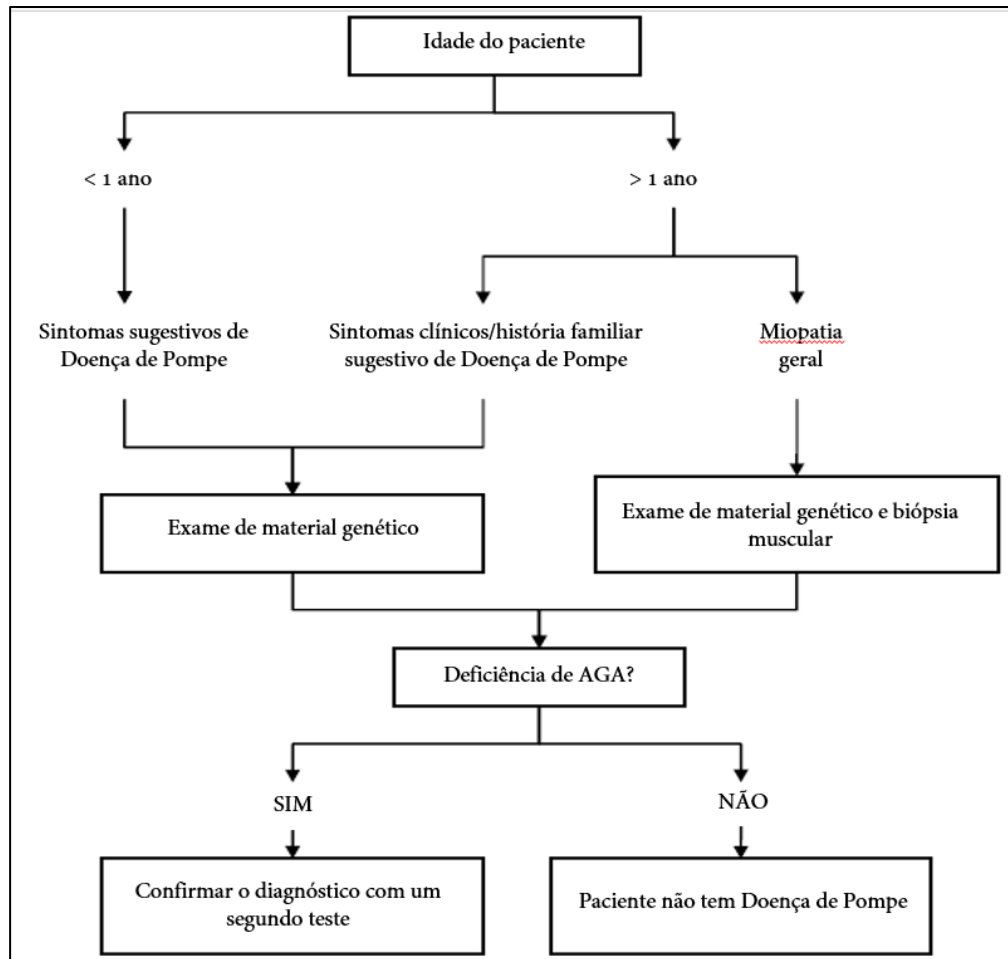 Idade do paciente
< 1 ano
> 1 ano
Sintomas sugestivos de
Doença de Pompe
Sintomas clínicos/história familiar
sugestivo de Doença de Pompe
Miopatia
geral
Exame de material genético
Exame de material genético e biópsia
muscular
Deficiência de AGA?
SIM
NÃO
Confirmar o diagnóstico com um
segundo teste
Paciente não tem Doença de Pompe